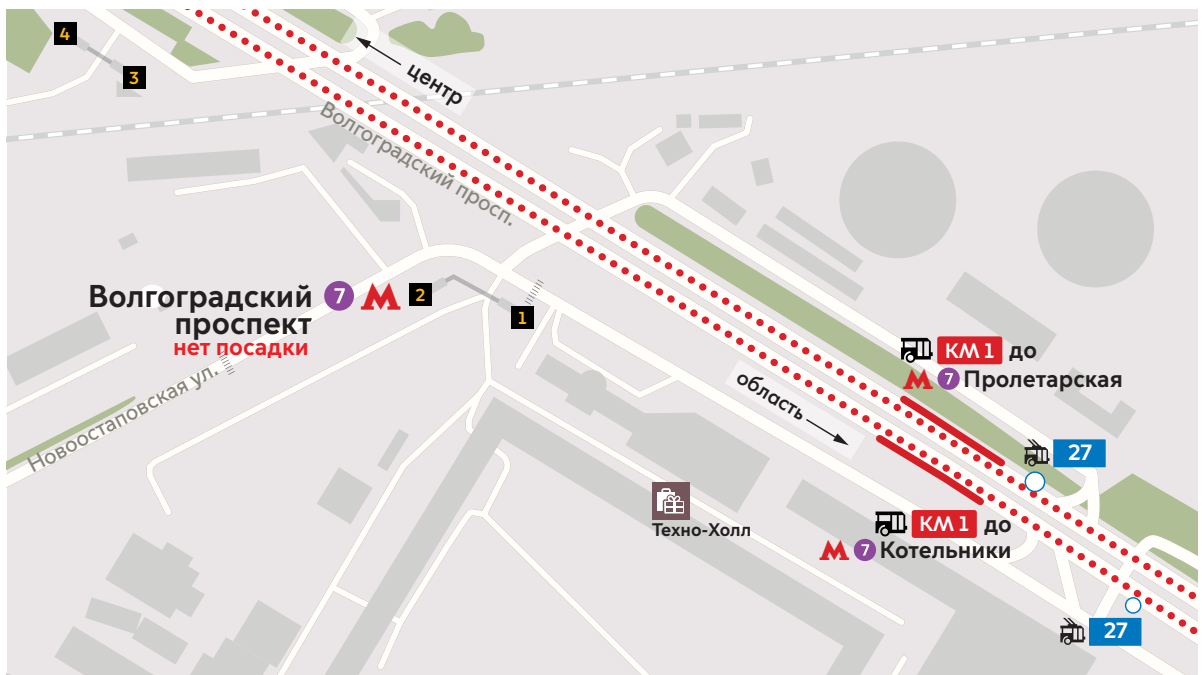 4
3
центр
Волгоградский просп.
Волгоградский 7 М 2
проспект
нет посадки
1
Новоостаповская ул.
КМ 1 до
М 7 Пролетарская
область
27
Техно-Холл
КМ 1 до
М 7 Котельники
27